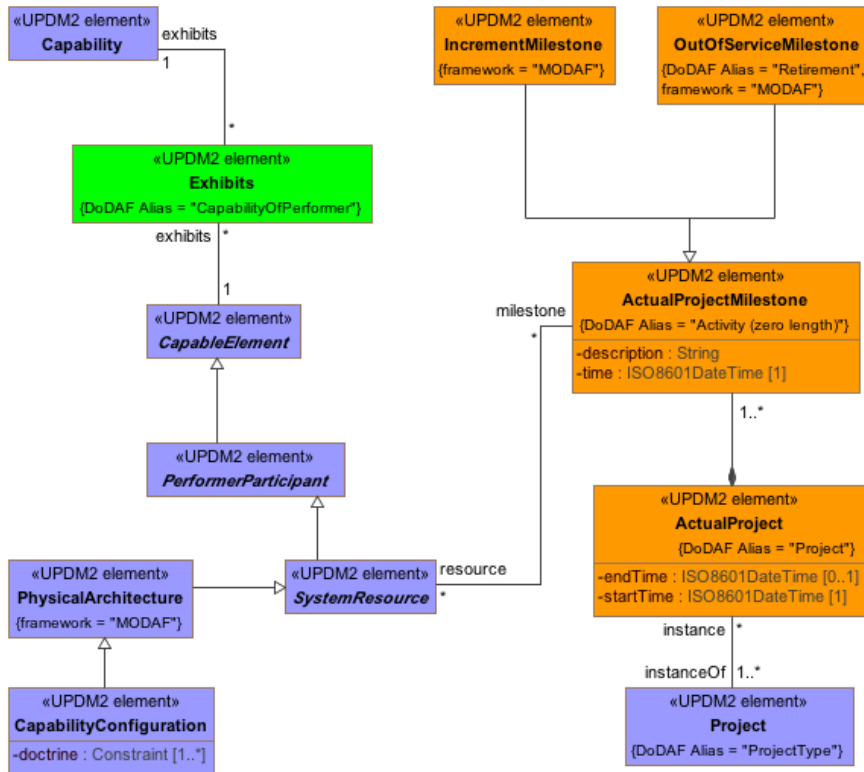 «UPDM2 element»
Capability
exhibits
1
*
«UPDM2 element»
IncrementMilestone
{framework = "MODAF"}
«UPDM2 element»
OutOfServiceMilestone
{DoDAF Alias = "Retirement",
framework = "MODAF"}
«UPDM2 element»
Exhibits
{DoDAF Alias = "CapabilityOfPerformer"}
exhibits
*
1
«UPDM2 element»
CapableElement
«UPDM2 element»
ActualProjectMilestone
{DoDAF Alias = "Activity (zero length)"}
-description : String
-time : ISO8601DateTime [1]
milestone
*
1..*
«UPDM2 element»
PerformerParticipant
«UPDM2 element»
ActualProject
{DoDAF Alias = "Project"}
-endTime : ISO8601DateTime [0..1]
-startTime : ISO8601DateTime [1]
«UPDM2 element»
PhysicalArchitecture
{framework = "MODAF"}
«UPDM2 element»
SystemResource
resource
*
instance
*
instanceOf
1..*
«UPDM2 element»
CapabilityConfiguration
-doctrine : Constraint [1..*]
«UPDM2 element»
Project
{DoDAF Alias = "ProjectType"}